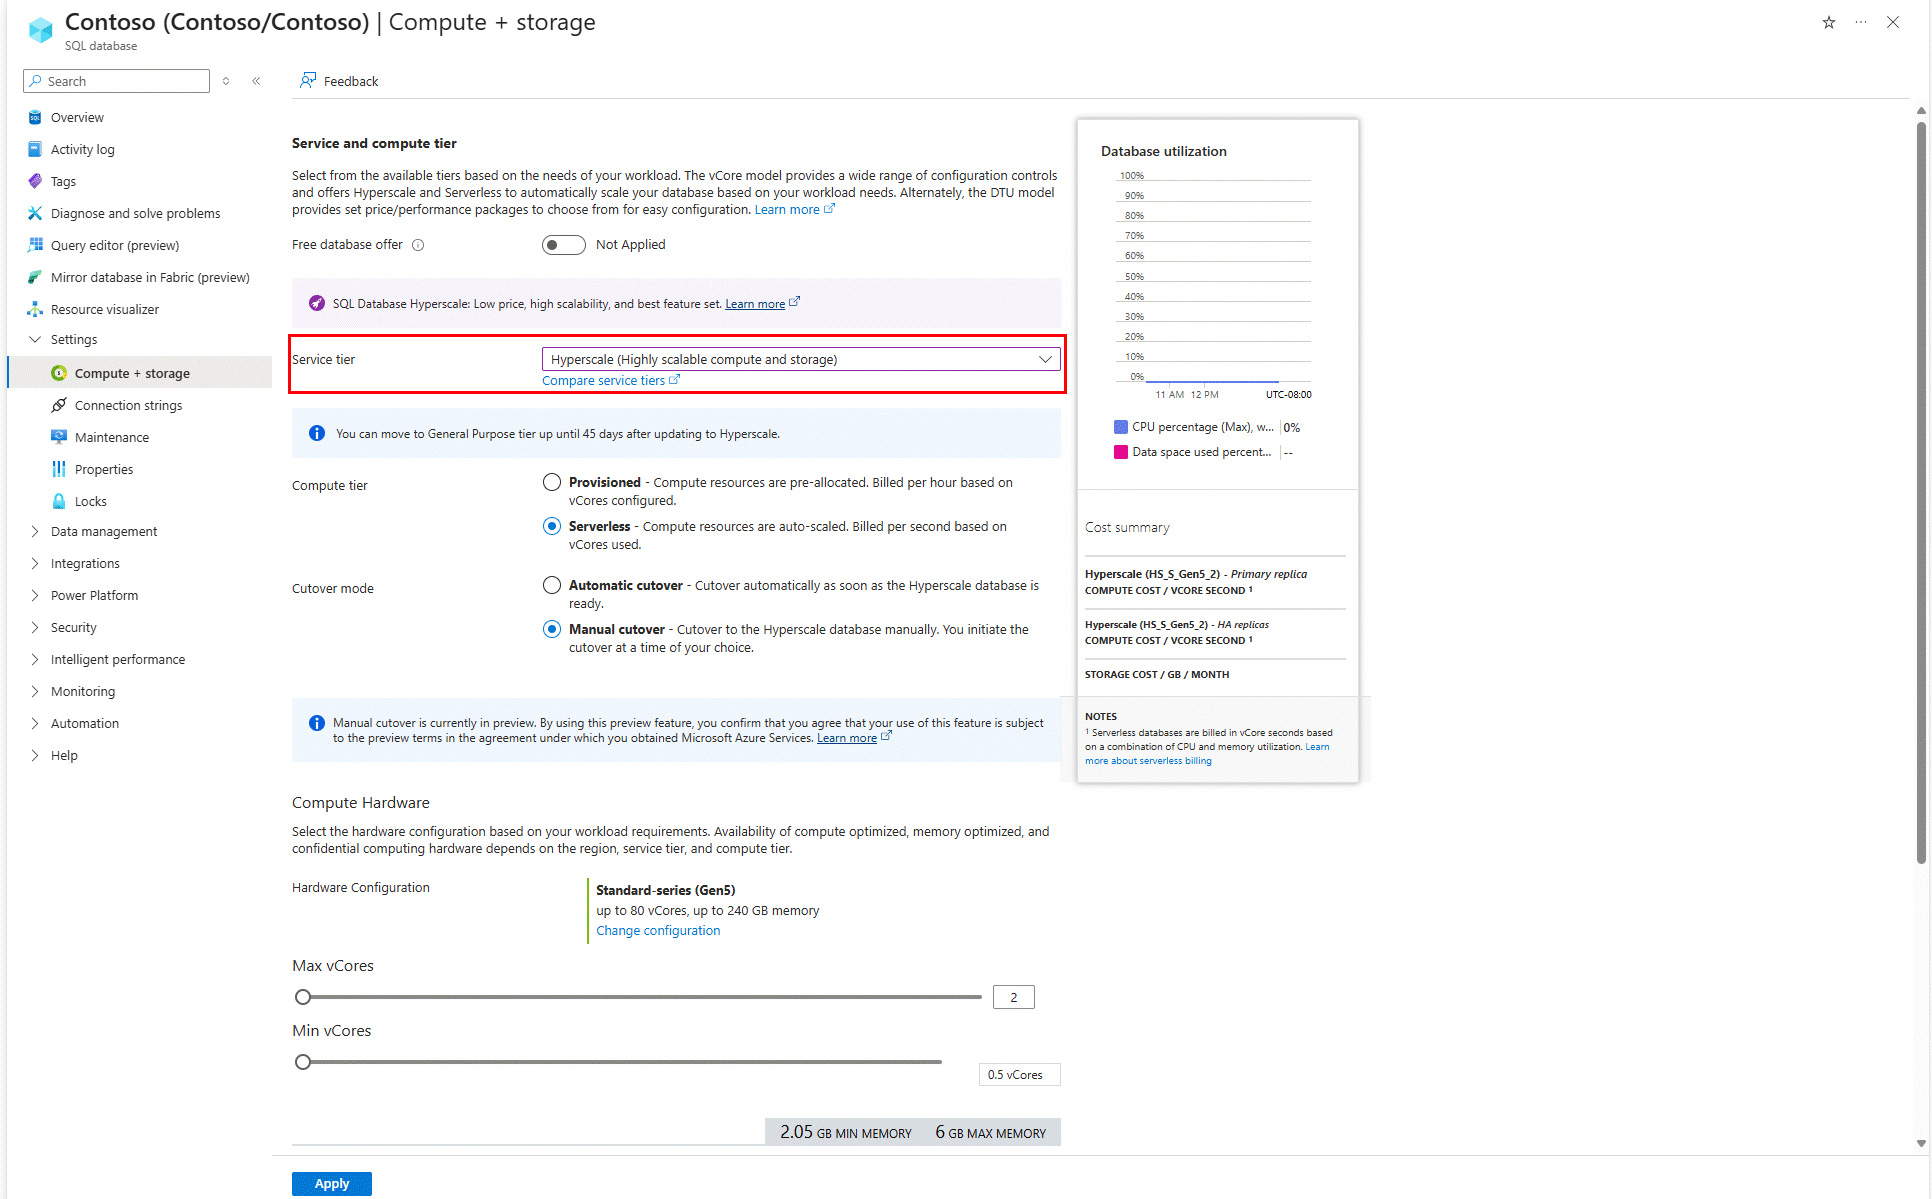 Contoso (Contoso/Contoso) | Compute + storage
SQL database
Search
Feedback
Overview
Activity log
Tags
Diagnose and solve problems
Query editor (preview)
Mirror database in Fabric (preview)
Resource visualizer
Settings
Compute + storage
Connection strings
Maintenance
Properties
Locks
Data management
Integrations
Power Platform
Security
Intelligent performance
Monitoring
Automation
Help
Service and compute tier
Select from the available tiers based on the needs of your workload. The vCore model provides a wide range of configuration controls
and offers Hyperscale and Serverless to automatically scale your database based on your workload needs. Alternately, the DTU model
provides set price/performance packages to choose from for easy configuration. Learn more
Free database offer
Not Applied
SQL Database Hyperscale: Low price, high scalability, and best feature set. Learn more
Service tier
Hyperscale (Highly scalable compute and storage)
Compare service tiers
You can move to General Purpose tier up until 45 days after updating to Hyperscale.
Compute tier
Provisioned - Compute resources are pre-allocated. Billed per hour based on
vCores configured.
Serverless - Compute resources are auto-scaled. Billed per second based on
vCores used.
Cutover mode
Automatic cutover - Cutover automatically as soon as the Hyperscale database is
ready.
Manual cutover - Cutover to the Hyperscale database manually. You initiate the
cutover at a time of your choice.
Manual cutover is currently in preview. By using this preview feature, you confirm that you agree that your use of this feature is subject
to the preview terms in the agreement under which you obtained Microsoft Azure Services. Learn more
Compute Hardware
Select the hardware configuration based on your workload requirements. Availability of compute optimized, memory optimized, and
confidential computing hardware depends on the region, service tier, and compute tier.
Hardware Configuration
Standard-series (Gen5)
up to 80 vCores, up to 240 GB memory
Change configuration
Max vCores
2
Min vCores
0.5 vCores
2.05 GB MIN MEMORY 6 GB MAX MEMORY
Apply
Database utilization
100%
90%
80%
70%
60%
50%
40%
30%
20%
10%
0%
11 AM 12 PM UTC-08:00
CPU percentage (Max), w... 0%
Data space used percent... --
Cost summary
Hyperscale (HS_S_Gen5_2) - Primary replica
COMPUTE COST / VCORE SECOND ¹
Hyperscale (HS_S_Gen5_2) - HA replicas
COMPUTE COST / VCORE SECOND ¹
STORAGE COST / GB / MONTH
NOTES
¹ Serverless databases are billed in vCore seconds based
on a combination of CPU and memory utilization. Learn
more about serverless billing